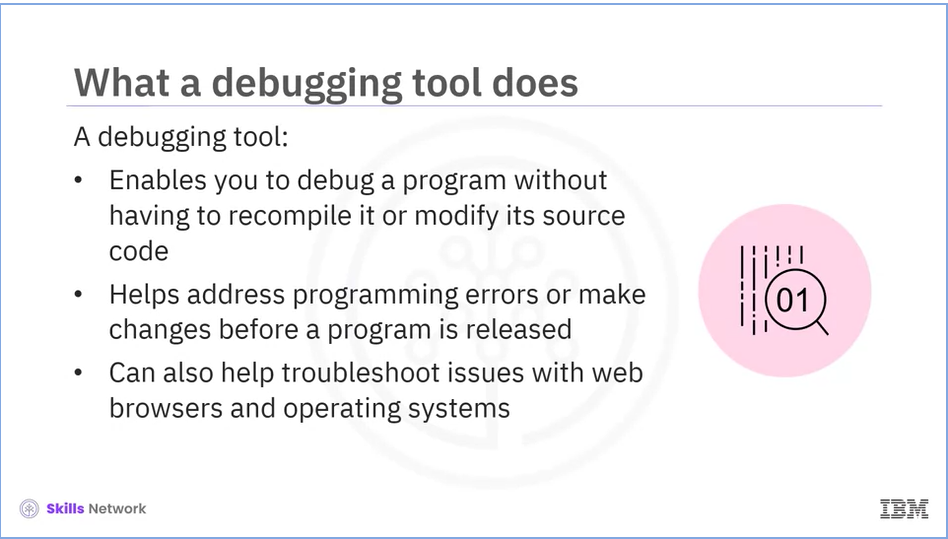 What a debugging tool does
A debugging tool:
• Enables you to debug a program without
having to recompile it or modify its source
code
• Helps address programming errors or make
changes before a program is released
• Can also help troubleshoot issues with web
browsers and operating systems
01
Skills Network
IBM